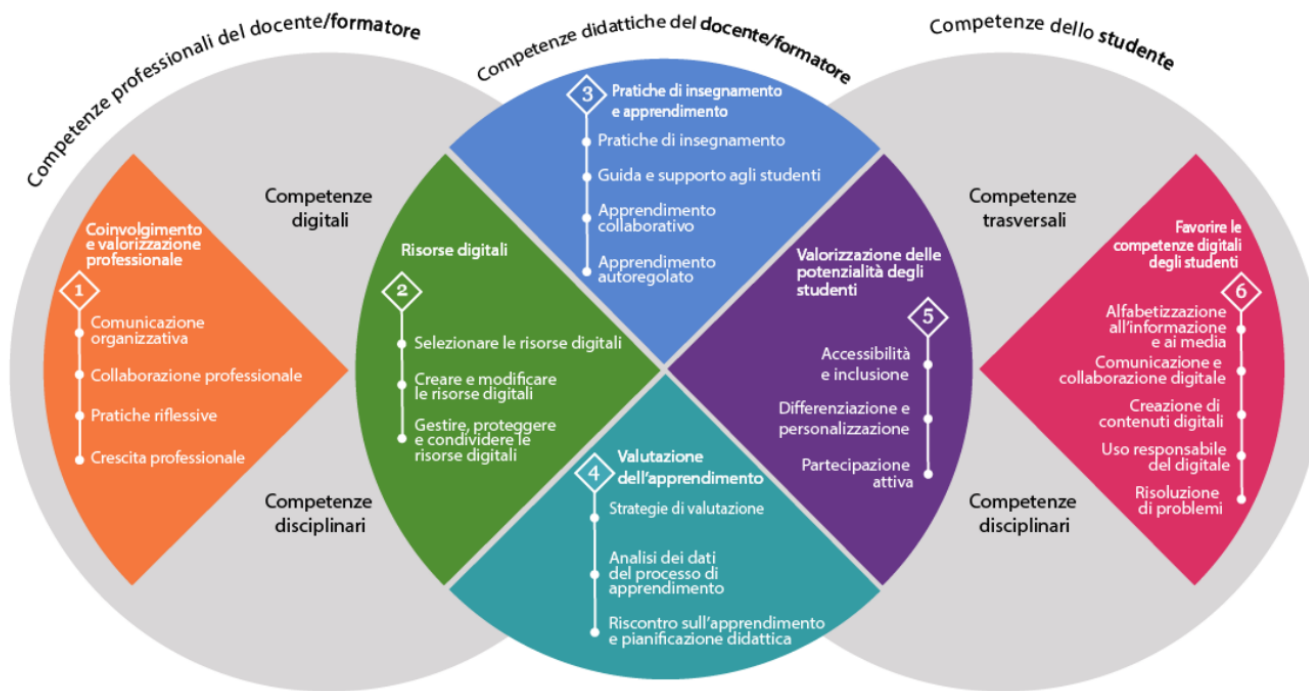 Competenze professionali del docente/formatore
Competenze didattiche del docente/formatore
Competenze dello studente
Competenze
digitali
Competenze
disciplinari
Coinvolgimento
e valorizzazione
professionale
1
Comunicazione
organizzativa
Collaborazione professionale
Pratiche riflessive
Crescita professionale
Risorse digitali
2
Selezionare le risorse digitali
Creare e modificare
le risorse digitali
Gestire, proteggere
e condividere le
risorse digitali
3
Pratiche di insegnamento
e apprendimento
Pratiche di insegnamento
Guida e supporto agli studenti
Apprendimento
collaborativo
Apprendimento
autoregolato
4
Valutazione
dell'apprendimento
Strategie di valutazione
Analisi dei dati
del processo di
apprendimento
Riscontro sull'apprendimento
e pianificazione didattica
Valorizzazione delle
potenzialità degli
studenti
5
Accessibilità
e inclusione
Differenziazione e
personalizzazione
Partecipazione
attiva
Competenze
trasversali
Competenze
disciplinari
Favorire le
competenze digitali
degli studenti
6
Alfabetizzazione
all'informazione
e ai media
Comunicazione e
collaborazione digitale
Creazione di
contenuti digitali
Uso responsabile
del digitale
Risoluzione
di problemi